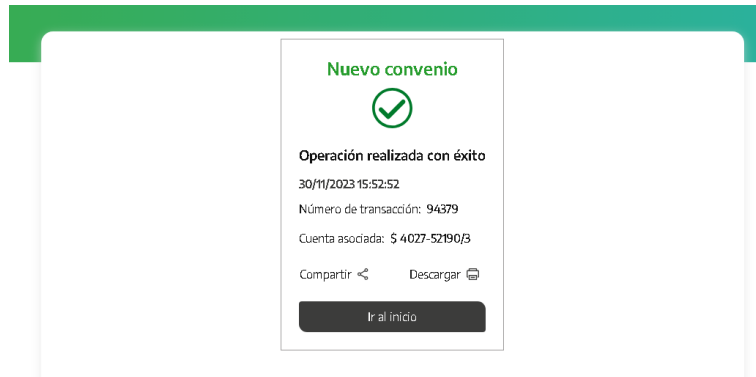 Nuevo convenio
Operación realizada con éxito
30/11/2023 15:52:52
Número de transacción: 94379
Cuenta asociada: $ 4027-52190/3
Compartir Descargar
Ir al inicio